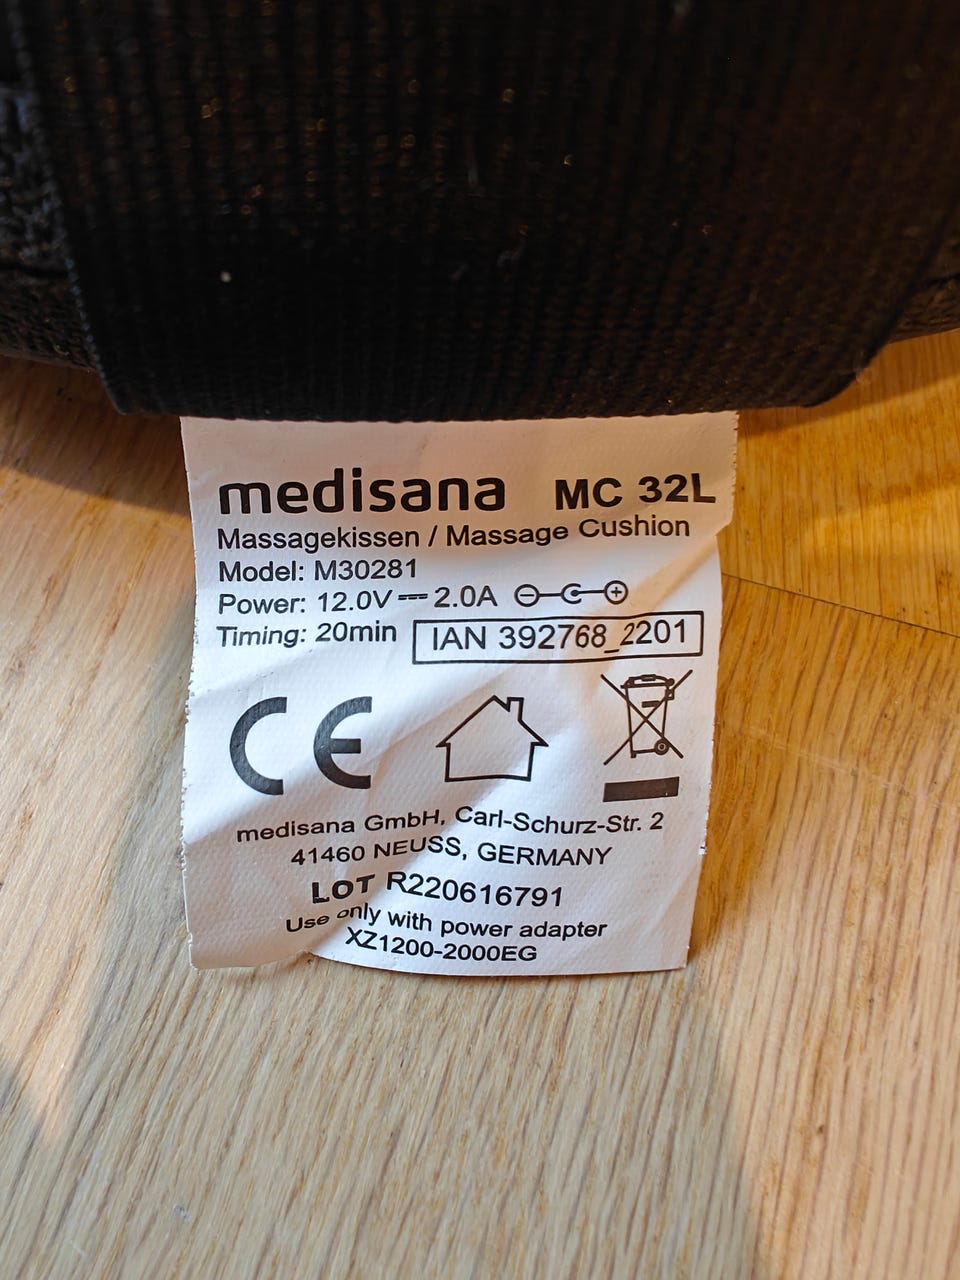 medisana MC 32L
Massagekissen / Massage Cushion
Model: M30281
Power: 12.0V ⎓ 2.0A
Timing: 20min IAN 392768_2201
CE
medisana GmbH, Carl-Schurz-Str. 2
41460 NEUSS, GERMANY
LOT R220616791
Use only with power adapter
XZ1200-2000EG